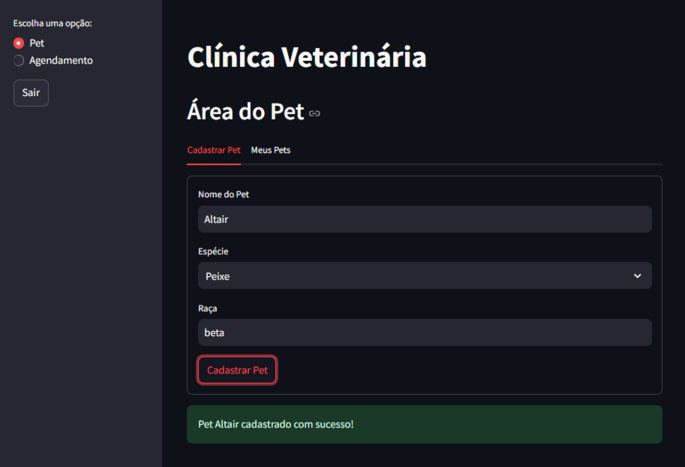 Escolha uma opção:
Pet
Agendamento
Sair
Clínica Veterinária
Área do Pet
Cadastrar Pet
Meus Pets
Nome do Pet
Altair
Espécie
Peixe
Raça
beta
Cadastrar Pet
Pet Altair cadastrado com sucesso!